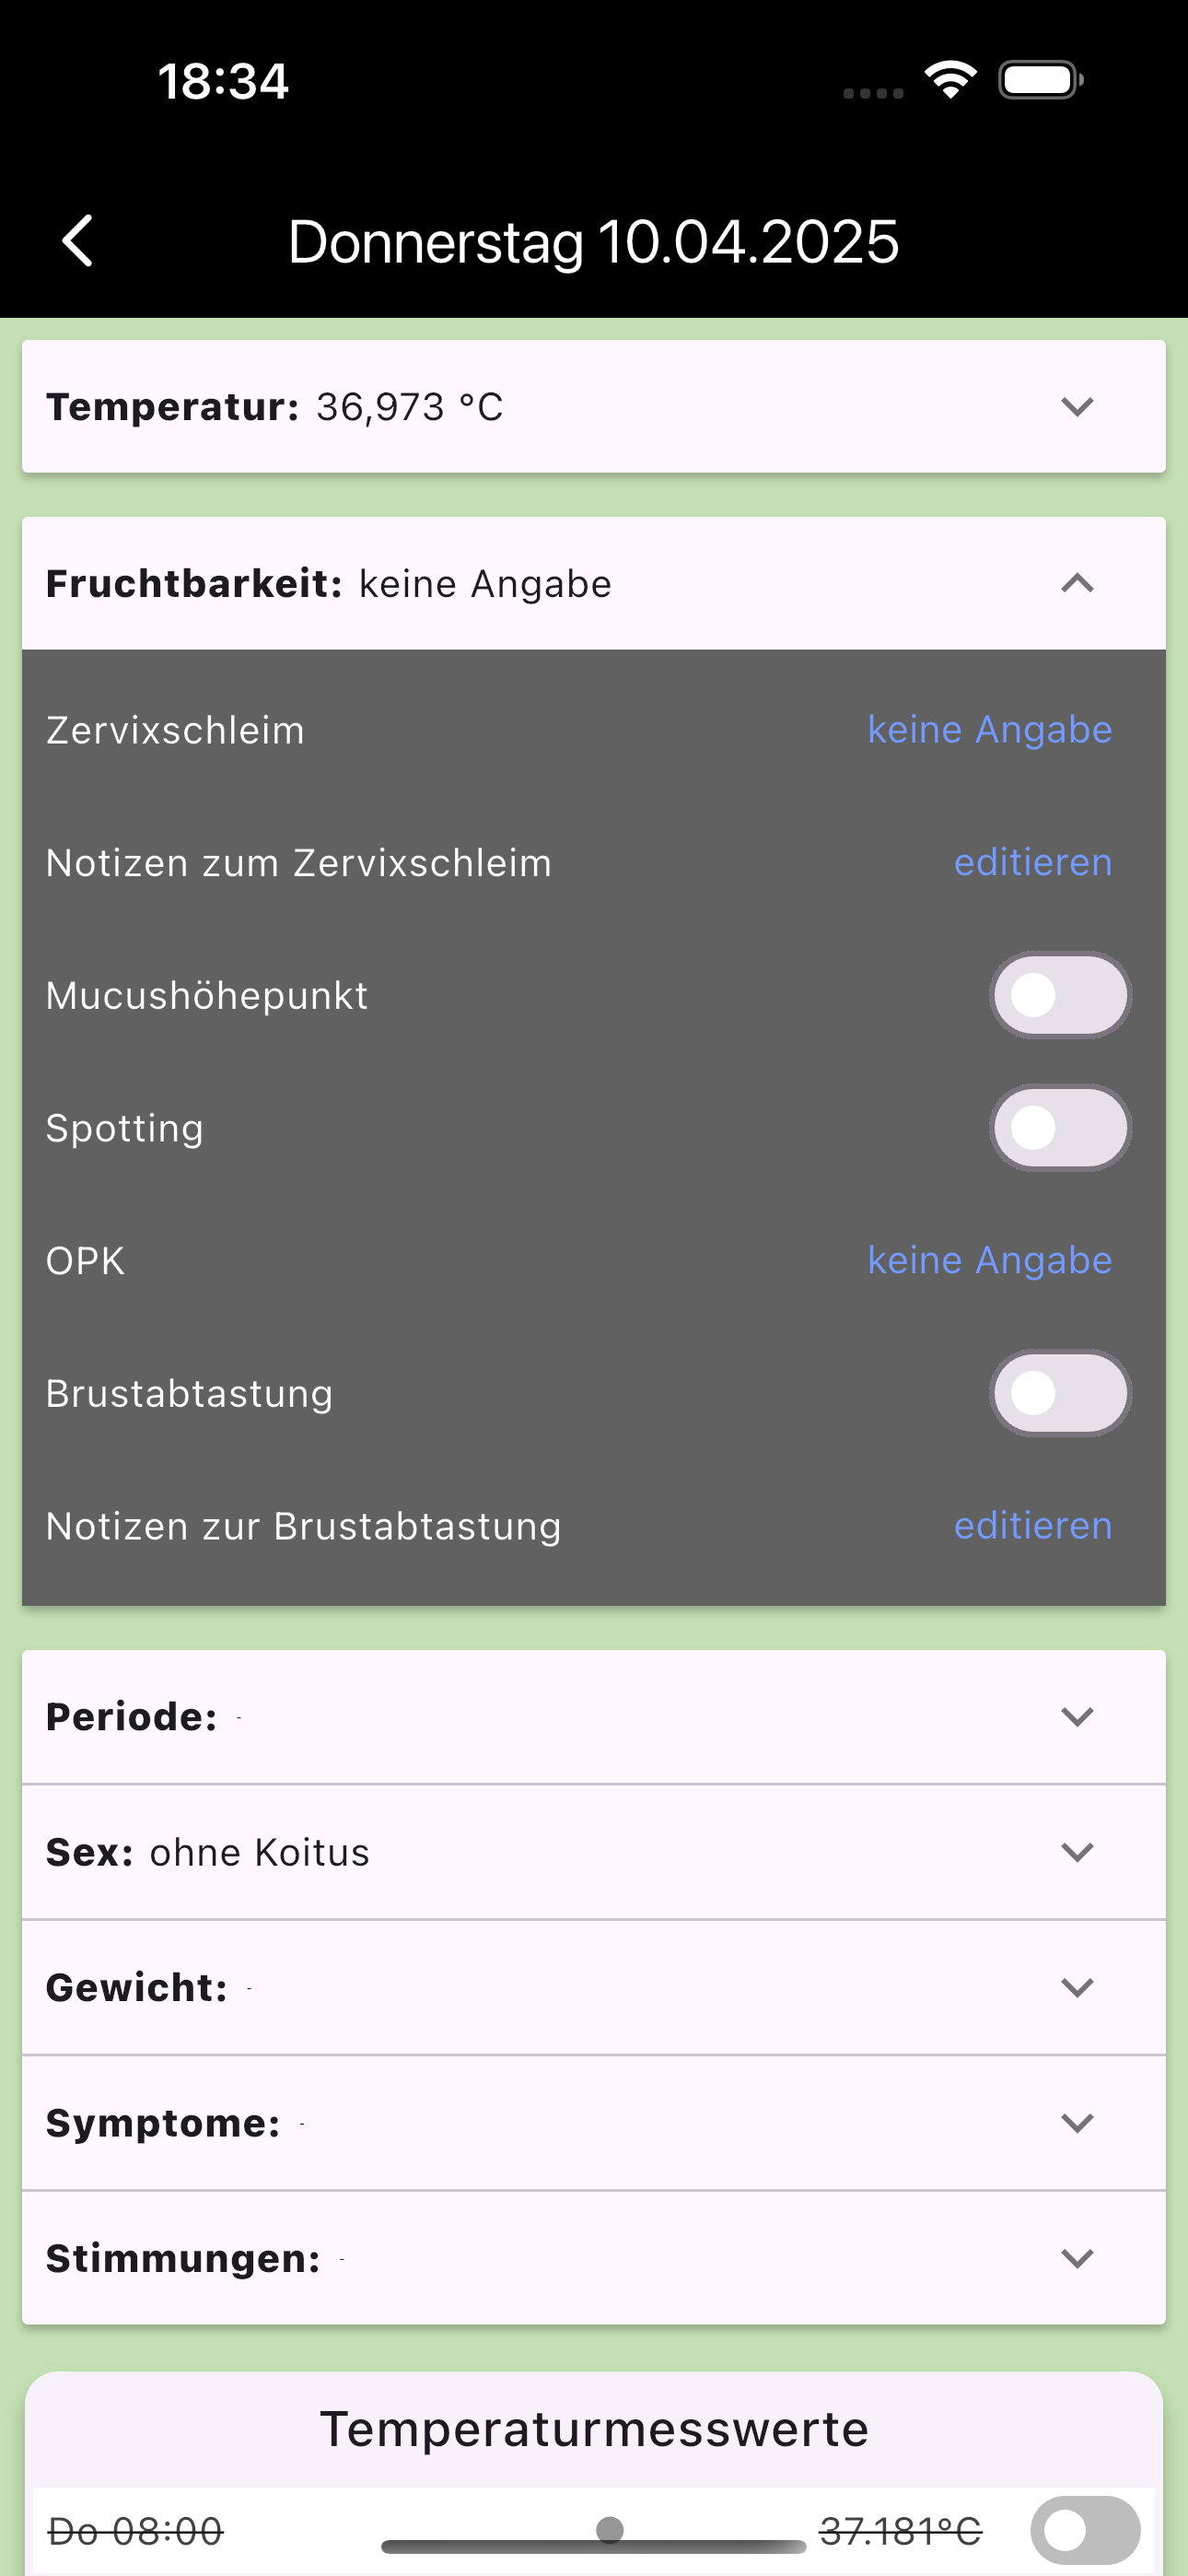 18:34
Donnerstag 10.04.2025
Temperatur: 36,973 °C
Fruchtbarkeit: keine Angabe
Zervixschleim keine Angabe
Notizen zum Zervixschleim editieren
Mucushöhepunkt
Spotting
OPK keine Angabe
Brustabtastung
Notizen zur Brustabtastung editieren
Periode: -
Sex: ohne Koitus
Gewicht: -
Symptome: -
Stimmungen: -
Temperaturmesswerte
Do 08:00 37.181°C